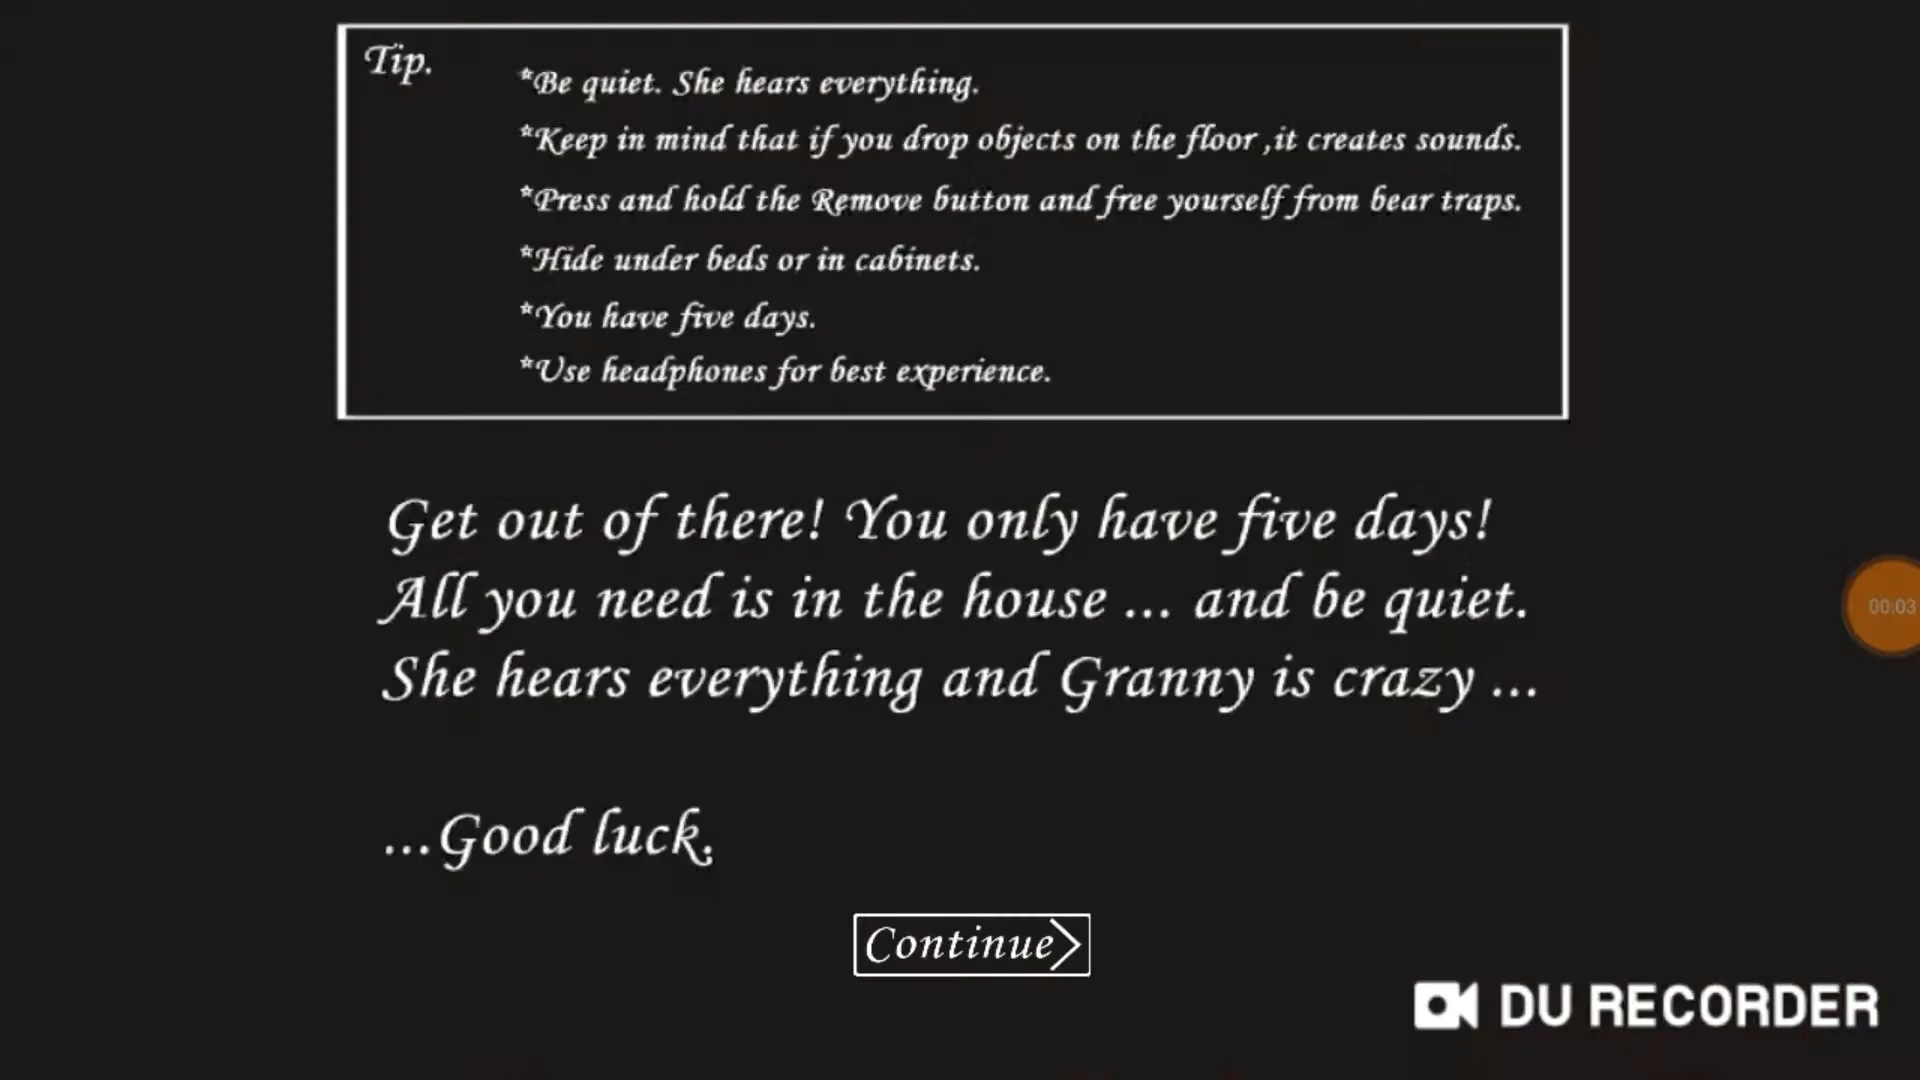 Tip.
*Be quiet. She hears everything.
*Keep in mind that if you drop objects on the floor ,it creates sounds.
*Press and hold the Remove button and free yourself from bear traps.
*Hide under beds or in cabinets.
*You have five days.
*Use headphones for best experience.
Get out of there! You only have five days!
All you need is in the house ... and be quiet.
She hears everything and Granny is crazy ...
...Good luck.
Continue
00:03
DU RECORDER